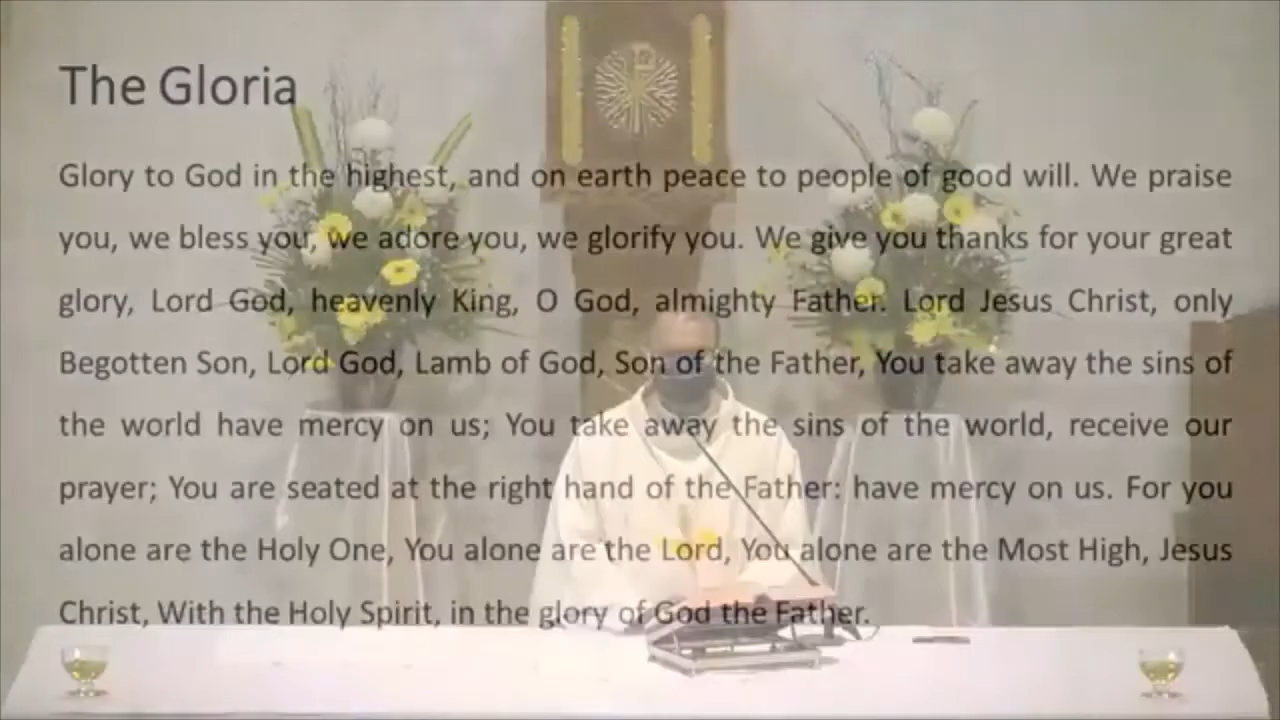 The Gloria
Glory to God in the highest, and on earth peace to people of good will. We praise
you, we bless you, we adore you, we glorify you. We give you thanks for your great
glory, Lord God, heavenly King, O God, almighty Father. Lord Jesus Christ, only
Begotten Son, Lord God, Lamb of God, Son of the Father, You take away the sins of
the world have mercy on us; You take away the sins of the world, receive our
prayer; You are seated at the right hand of the Father: have mercy on us. For you
alone are the Holy One, You alone are the Lord, You alone are the Most High, Jesus
Christ, With the Holy Spirit, in the glory of God the Father.